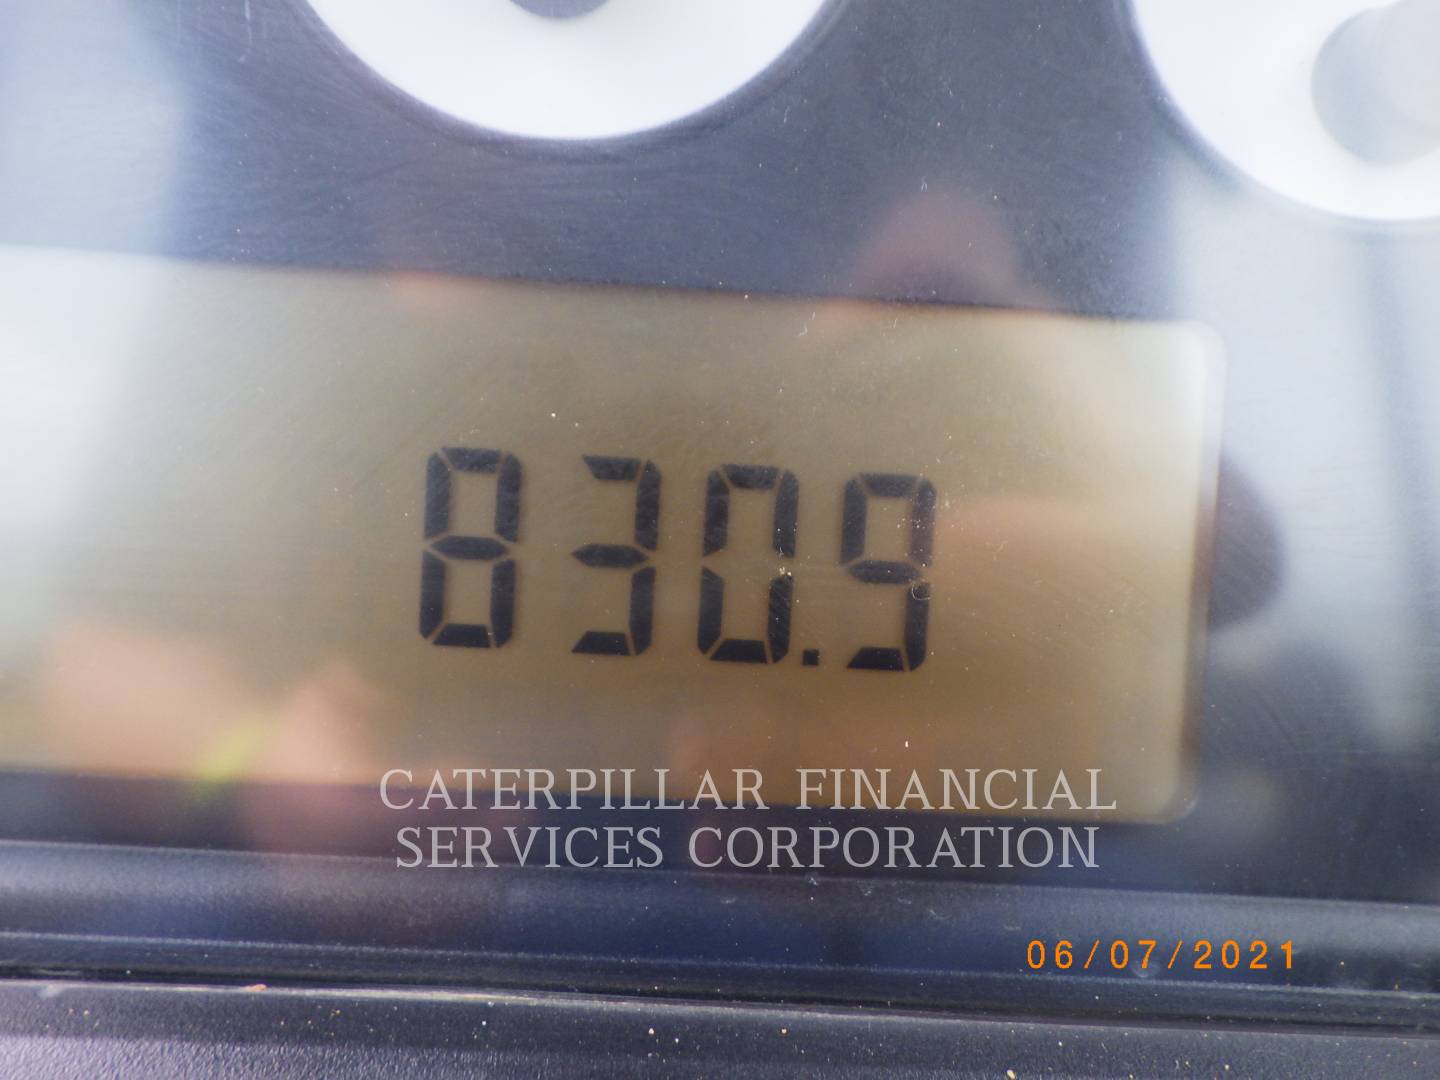 830.9
CATERPILLAR FINANCIAL
SERVICES CORPORATION
06/07/2021